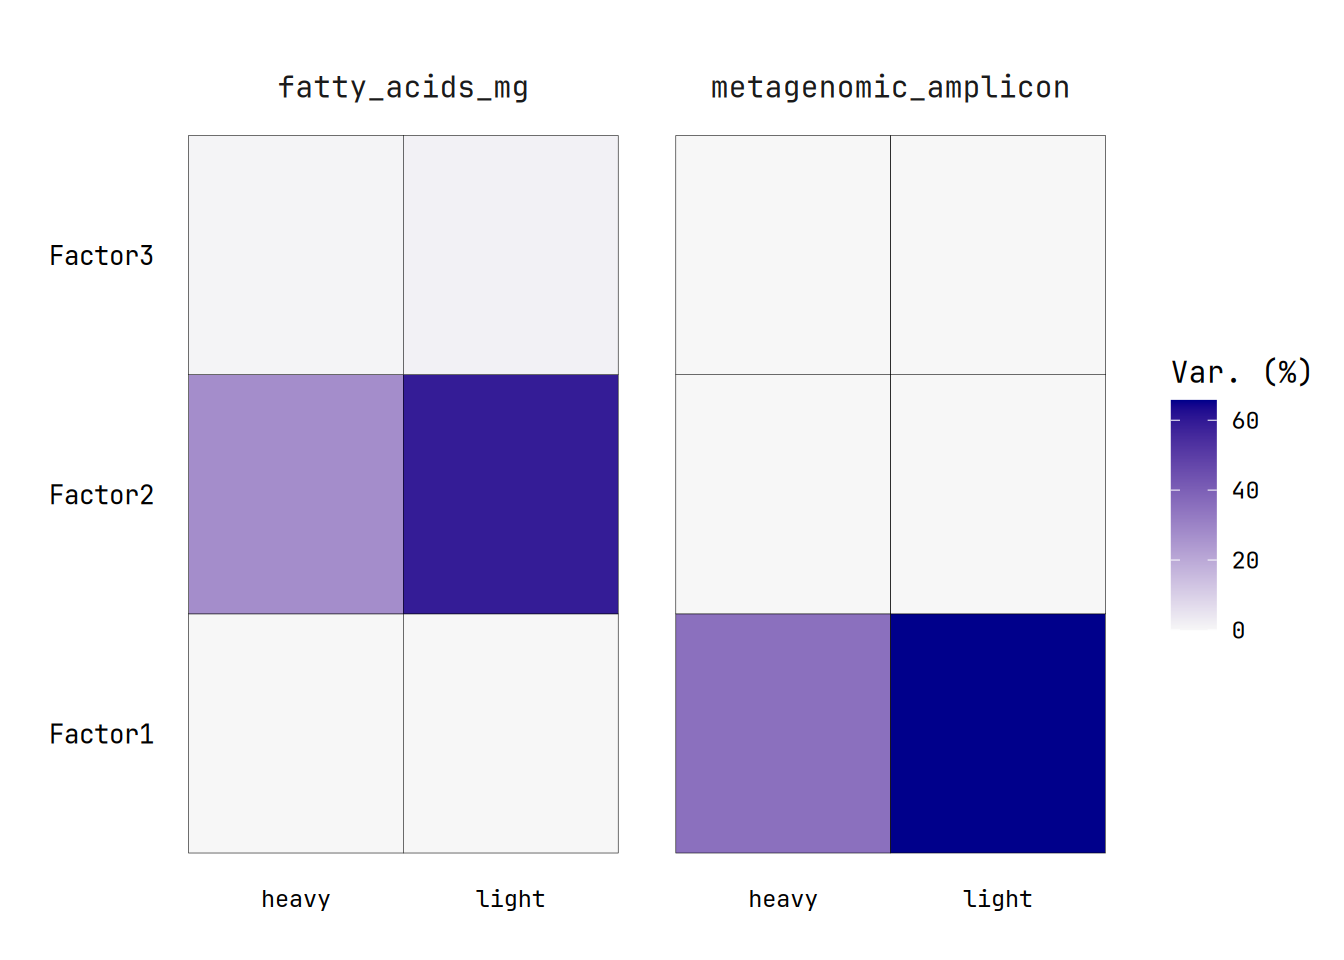 fatty_acids_mg
metagenomic_amplicon
Factor3
Factor2
Factor1
heavy
light
heavy
light
Var. (%)
60
40
20
0